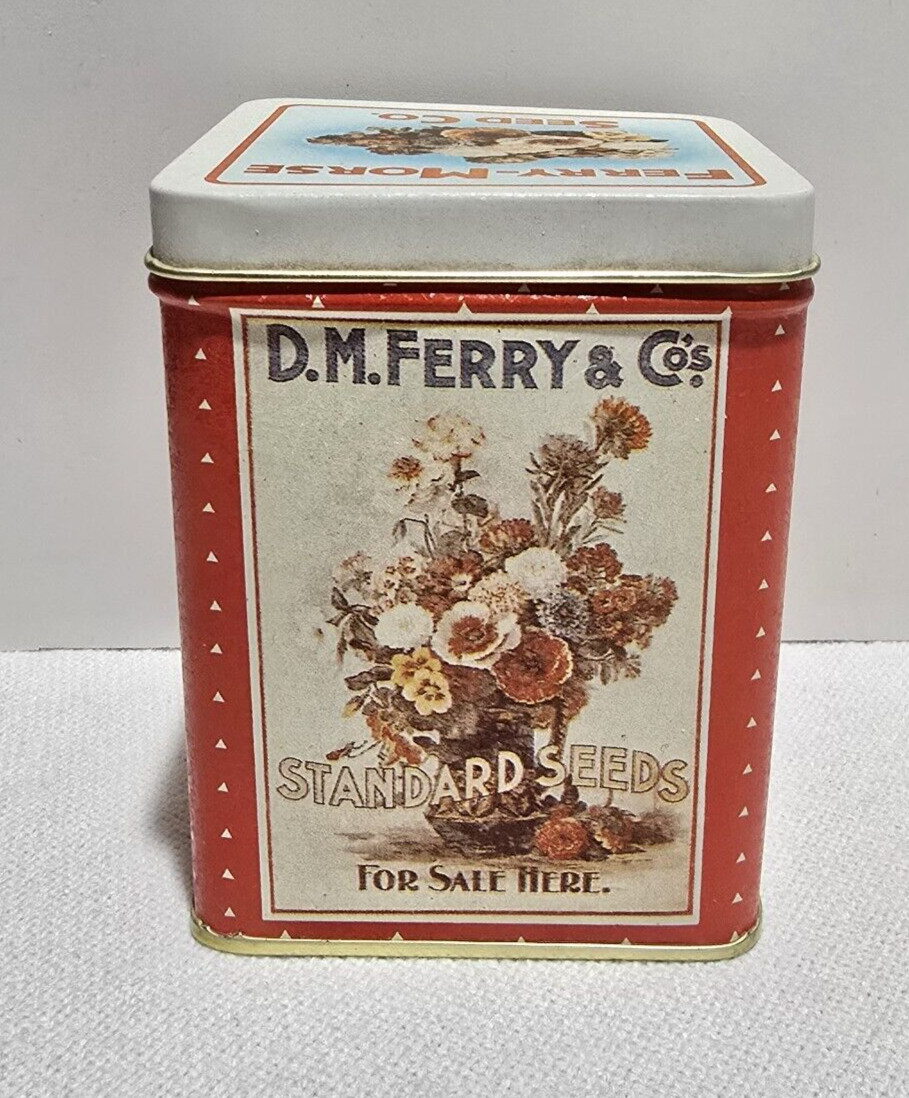 FERRY-MORSE
SEED CO.
D.M. FERRY & CO'S.
STANDARD SEEDS
FOR SALE HERE.